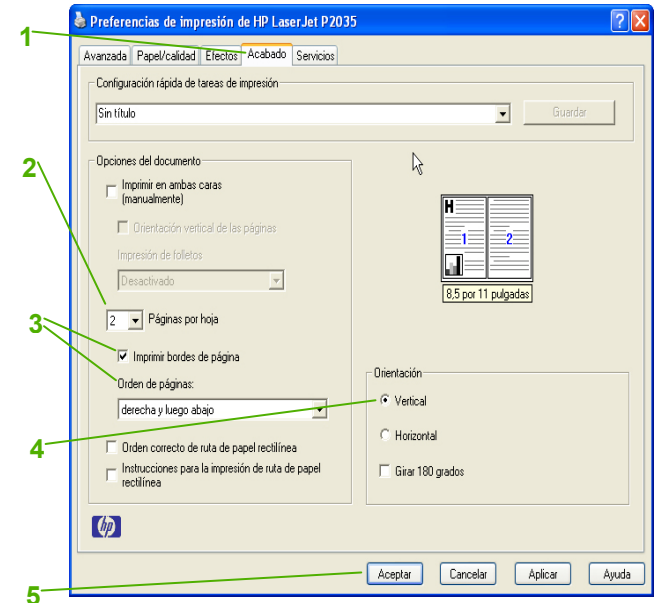 Preferencias de impresión de HP LaserJet P2035
1
Avanzada Papel/calidad Efectos Acabado Servicios
Configuración rápida de tareas de impresión
Sin título
Guardar
2
Opciones del documento
Imprimir en ambas caras
(manualmente)
Orientación vertical de las páginas
Impresión de folletos
Desactivado
H
1 2
8,5 por 11 pulgadas
2 Páginas por hoja
3
Imprimir bordes de página
Orden de páginas:
derecha y luego abajo
Orientación
Vertical
4
Horizontal
Orden correcto de ruta de papel rectilínea
Instrucciones para la impresión de ruta de papel
rectilínea
Girar 180 grados
hp
Aceptar Cancelar Aplicar Ayuda
5